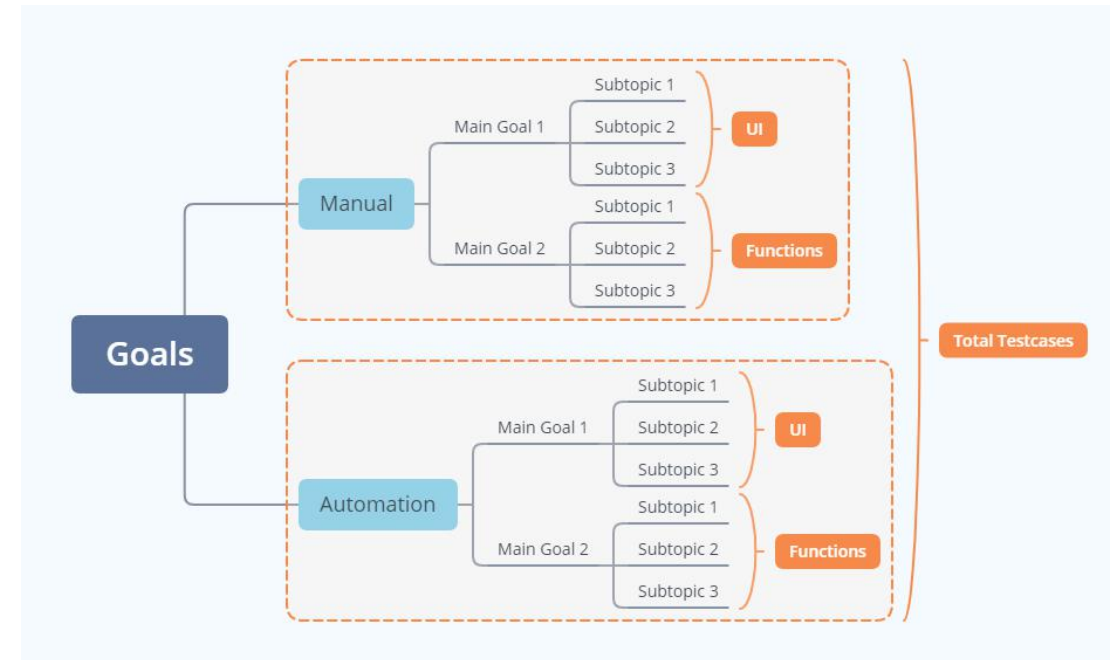 Goals
Manual
Main Goal 1
Subtopic 1
Subtopic 2
Subtopic 3
UI
Main Goal 2
Subtopic 1
Subtopic 2
Subtopic 3
Functions
Automation
Main Goal 1
Subtopic 1
Subtopic 2
Subtopic 3
UI
Main Goal 2
Subtopic 1
Subtopic 2
Subtopic 3
Functions
Total Testcases